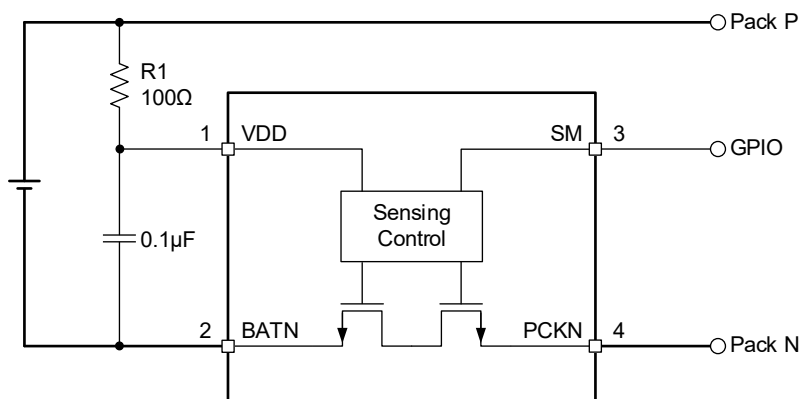 Pack P
R1
100Ω
1 VDD SM 3 GPIO
Sensing
Control
0.1µF
2 BATN PCKN 4 Pack N